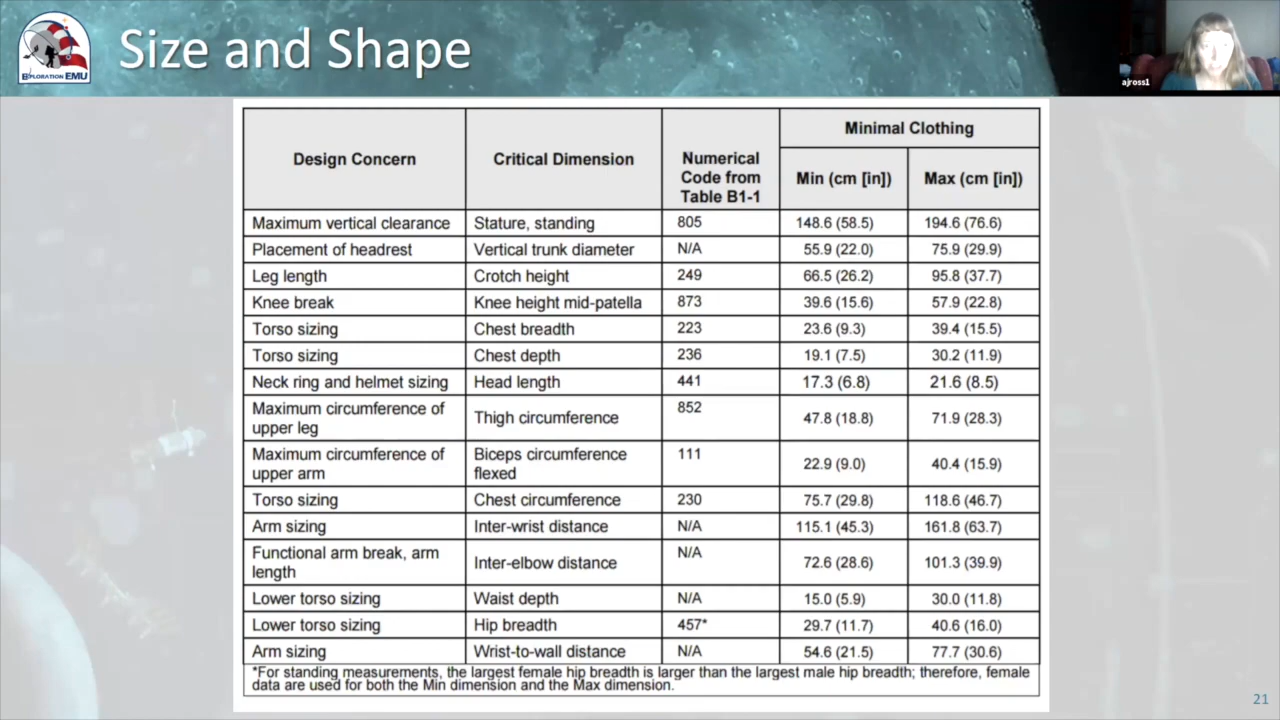 Size and Shape
EXPLORATION EMU
ajross1
Design Concern | Critical Dimension | Numerical Code from Table B1-1 | Minimal Clothing
Min (cm [in]) | Max (cm [in])
Maximum vertical clearance | Stature, standing | 805 | 148.6 (58.5) | 194.6 (76.6)
Placement of headrest | Vertical trunk diameter | N/A | 55.9 (22.0) | 75.9 (29.9)
Leg length | Crotch height | 249 | 66.5 (26.2) | 95.8 (37.7)
Knee break | Knee height mid-patella | 873 | 39.6 (15.6) | 57.9 (22.8)
Torso sizing | Chest breadth | 223 | 23.6 (9.3) | 39.4 (15.5)
Torso sizing | Chest depth | 236 | 19.1 (7.5) | 30.2 (11.9)
Neck ring and helmet sizing | Head length | 441 | 17.3 (6.8) | 21.6 (8.5)
Maximum circumference of upper leg | Thigh circumference | 852 | 47.8 (18.8) | 71.9 (28.3)
Maximum circumference of upper arm | Biceps circumference flexed | 111 | 22.9 (9.0) | 40.4 (15.9)
Torso sizing | Chest circumference | 230 | 75.7 (29.8) | 118.6 (46.7)
Arm sizing | Inter-wrist distance | N/A | 115.1 (45.3) | 161.8 (63.7)
Functional arm break, arm length | Inter-elbow distance | N/A | 72.6 (28.6) | 101.3 (39.9)
Lower torso sizing | Waist depth | N/A | 15.0 (5.9) | 30.0 (11.8)
Lower torso sizing | Hip breadth | 457* | 29.7 (11.7) | 40.6 (16.0)
Arm sizing | Wrist-to-wall distance | N/A | 54.6 (21.5) | 77.7 (30.6)
*For standing measurements, the largest female hip breadth is larger than the largest male hip breadth; therefore, female
data are used for both the Min dimension and the Max dimension.
21